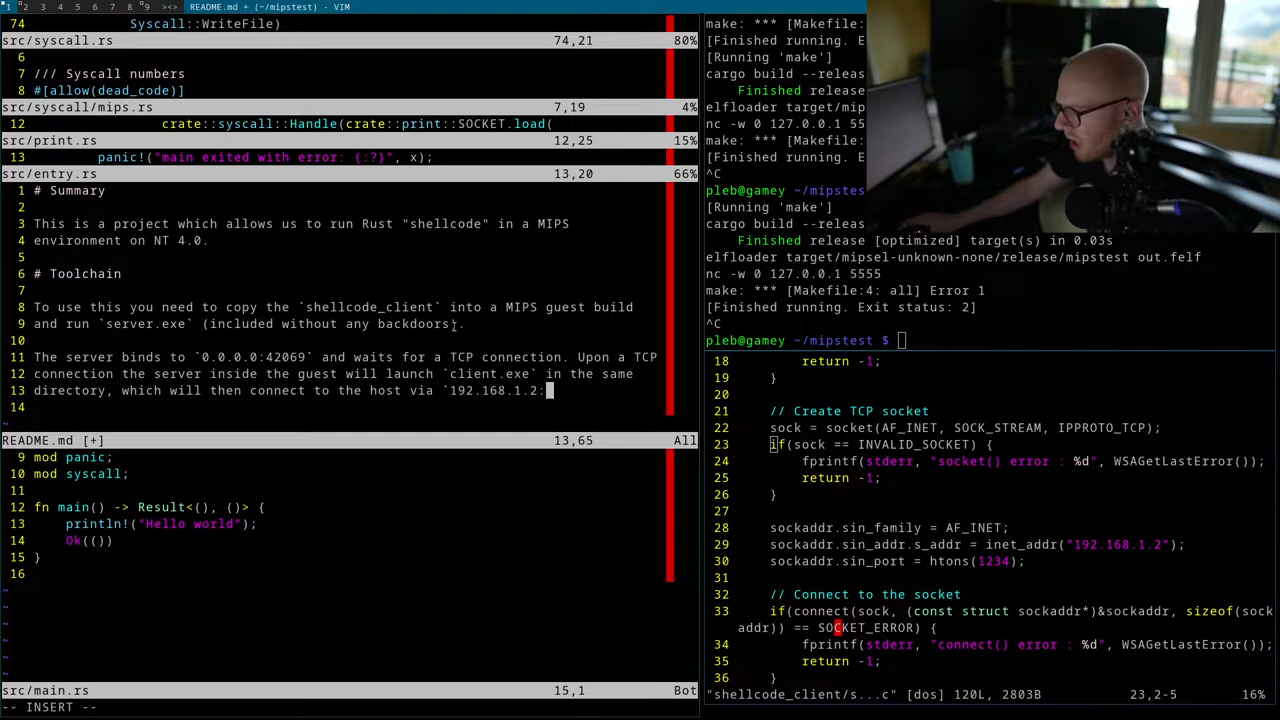 1 2 3 4 5 6 7 8 9 ><> README.md + (~/mipstest) - VIM
74 Syscall::WriteFile)
src/syscall.rs 74,21 80%
6
7 /// Syscall numbers
8 #[allow(dead_code)]
src/syscall/mips.rs 7,19 4%
12 crate::syscall::Handle(crate::print::SOCKET.load(
src/print.rs 12,25 15%
13 panic!("main exited with error: {:?}", x);
src/entry.rs 13,20 66%
1 # Summary
2
3 This is a project which allows us to run Rust "shellcode" in a MIPS
4 environment on NT 4.0.
5
6 # Toolchain
7
8 To use this you need to copy the `shellcode_client` into a MIPS guest build
9 and run `server.exe` (included without any backdoors).
10
11 The server binds to `0.0.0.0:42069` and waits for a TCP connection. Upon a TCP
12 connection the server inside the guest will launch `client.exe` in the same
13 directory, which will then connect to the host via `192.168.1.2:
14
~
README.md [+] 13,65 All
9 mod panic;
10 mod syscall;
11
12 fn main() -> Result<(), ()> {
13 println!("Hello world");
14 Ok(())
15 }
16
~
~
~
~
~
~
src/main.rs 15,1 Bot
-- INSERT --
make: *** [Makefile:
[Finished running. E
[Running 'make']
cargo build --releas
Finished release
elfloader target/mip
nc -w 0 127.0.0.1 55
make: *** [Makefile:
[Finished running. E
^C
pleb@gamey ~/mipstes
[Running 'make']
cargo build --releas
Finished release [optimized] target(s) in 0.03s
elfloader target/mipsel-unknown-none/release/mipstest out.felf
nc -w 0 127.0.0.1 5555
make: *** [Makefile:4: all] Error 1
[Finished running. Exit status: 2]
^C
pleb@gamey ~/mipstest $
18 return -1;
19 }
20
21 // Create TCP socket
22 sock = socket(AF_INET, SOCK_STREAM, IPPROTO_TCP);
23 if(sock == INVALID_SOCKET) {
24 fprintf(stderr, "socket() error : %d", WSAGetLastError());
25 return -1;
26 }
27
28 sockaddr.sin_family = AF_INET;
29 sockaddr.sin_addr.s_addr = inet_addr("192.168.1.2");
30 sockaddr.sin_port = htons(1234);
31
32 // Connect to the socket
33 if(connect(sock, (const struct sockaddr*)&sockaddr, sizeof(sock
addr)) == SOCKET_ERROR) {
34 fprintf(stderr, "connect() error : %d", WSAGetLastError());
35 return -1;
36 }
"shellcode_client/s...c" [dos] 120L, 2803B 23,2-5 16%